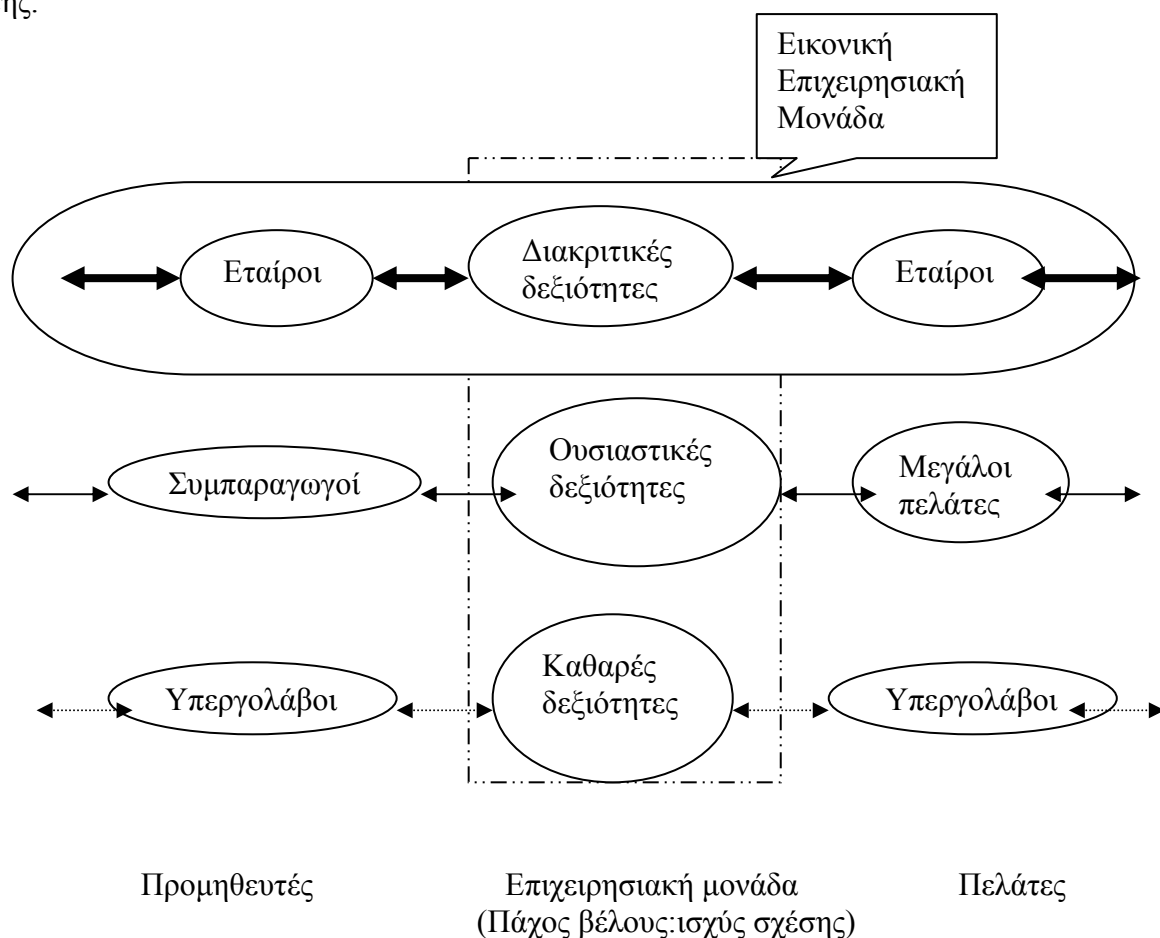 ης.
Εικονική
Επιχειρησιακή
Μονάδα
Εταίροι
Διακριτικές
δεξιότητες
Εταίροι
Συμπαραγωγοί
Ουσιαστικές
δεξιότητες
Μεγάλοι
πελάτες
Υπεργολάβοι
Καθαρές
δεξιότητες
Υπεργολάβοι
Προμηθευτές
Επιχειρησιακή μονάδα
(Πάχος βέλους:ισχύς σχέσης)
Πελάτες